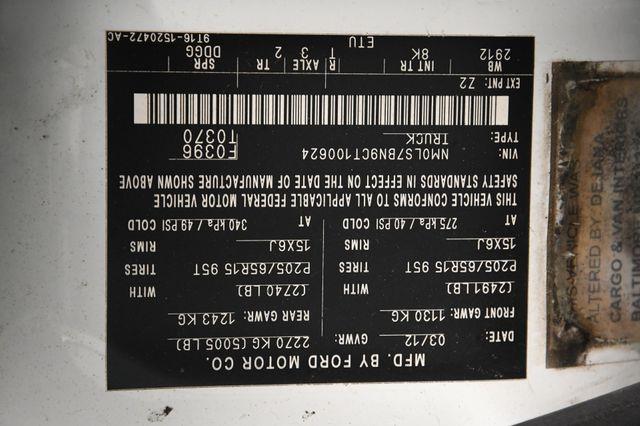 MFD. BY FORD MOTOR CO.
DATE: 03/12 GVWR: 2270 KG (5005 LB)
FRONT GAWR: 1130 KG REAR GAWR: 1243 KG
(2491 LB) WITH (2740 LB) WITH
P205/65R15 95T TIRES P205/65R15 95T TIRES
15X6J RIMS 15X6J RIMS
AT 275 kPa / 40 PSI COLD AT 340 kPa / 49 PSI COLD
THIS VEHICLE CONFORMS TO ALL APPLICABLE FEDERAL MOTOR VEHICLE
SAFETY STANDARDS IN EFFECT ON THE DATE OF MANUFACTURE SHOWN ABOVE
VIN: NM0LS7BN9CT100624 F0396
TYPE: TRUCK T0370
EXT PNT: Z2
WB INT TR R AXLE TR SPR
2912 8K T 3 2 DDGG
ETU 9T16-1520472-AC
ALTERED BY: DEJANA
CARGO & VAN INTERIORS